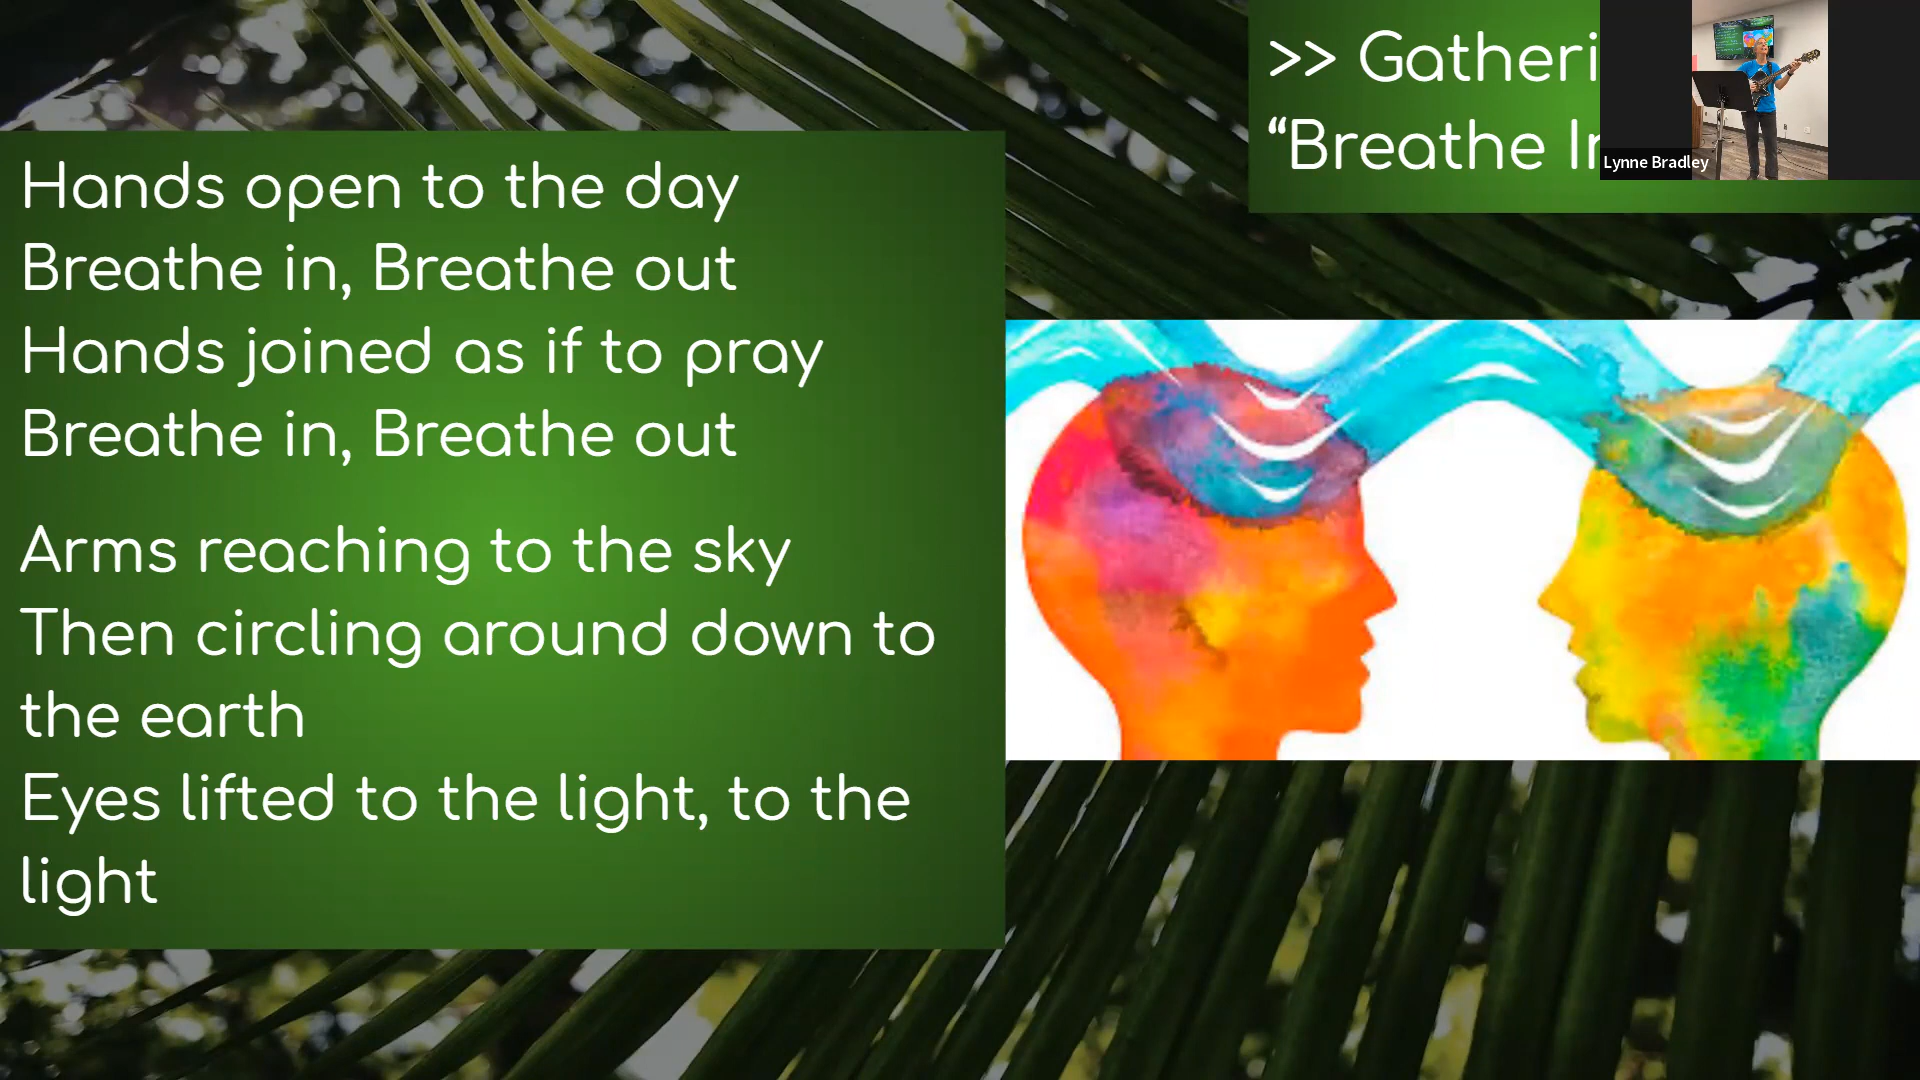 >> Gatheri
“Breathe In
Lynne Bradley
Hands open to the day
Breathe in, Breathe out
Hands joined as if to pray
Breathe in, Breathe out
Arms reaching to the sky
Then circling around down to
the earth
Eyes lifted to the light, to the
light